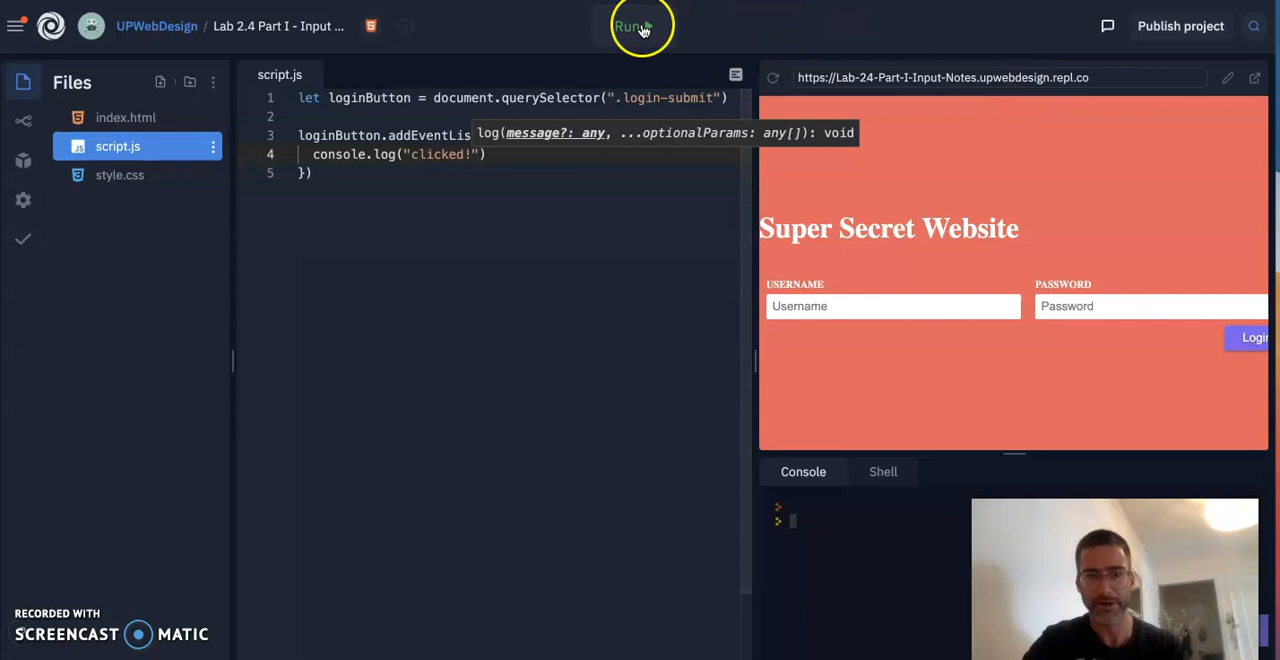 UPWebDesign / Lab 2.4 Part I - Input ...
Run
Publish project
Files
index.html
script.js
style.css
script.js
1 let loginButton = document.querySelector(".login-submit")
2
3 loginButton.addEventLis
log(message?: any, ...optionalParams: any[]): void
4 console.log("clicked!")
5 })
https://Lab-24-Part-I-Input-Notes.upwebdesign.repl.co
Super Secret Website
USERNAME PASSWORD
Username Password
Login
Console Shell
RECORDED WITH
SCREENCAST MATIC